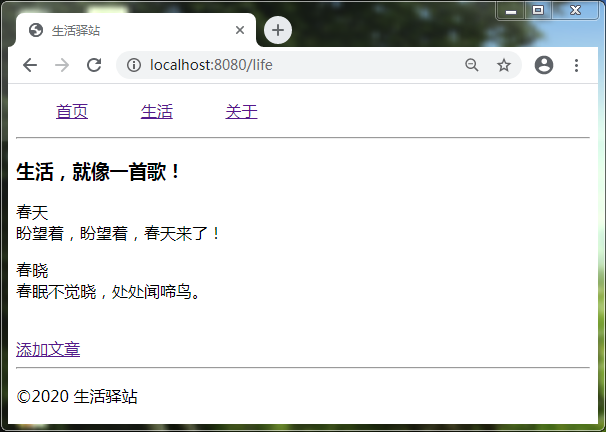 生活驿站
localhost:8080/life
首页 生活 关于
生活，就像一首歌！
春天
盼望着，盼望着，春天来了！
春晓
春眠不觉晓，处处闻啼鸟。
添加文章
©2020 生活驿站